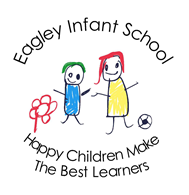 Eagley Infant School
Happy Children Make
The Best Learners